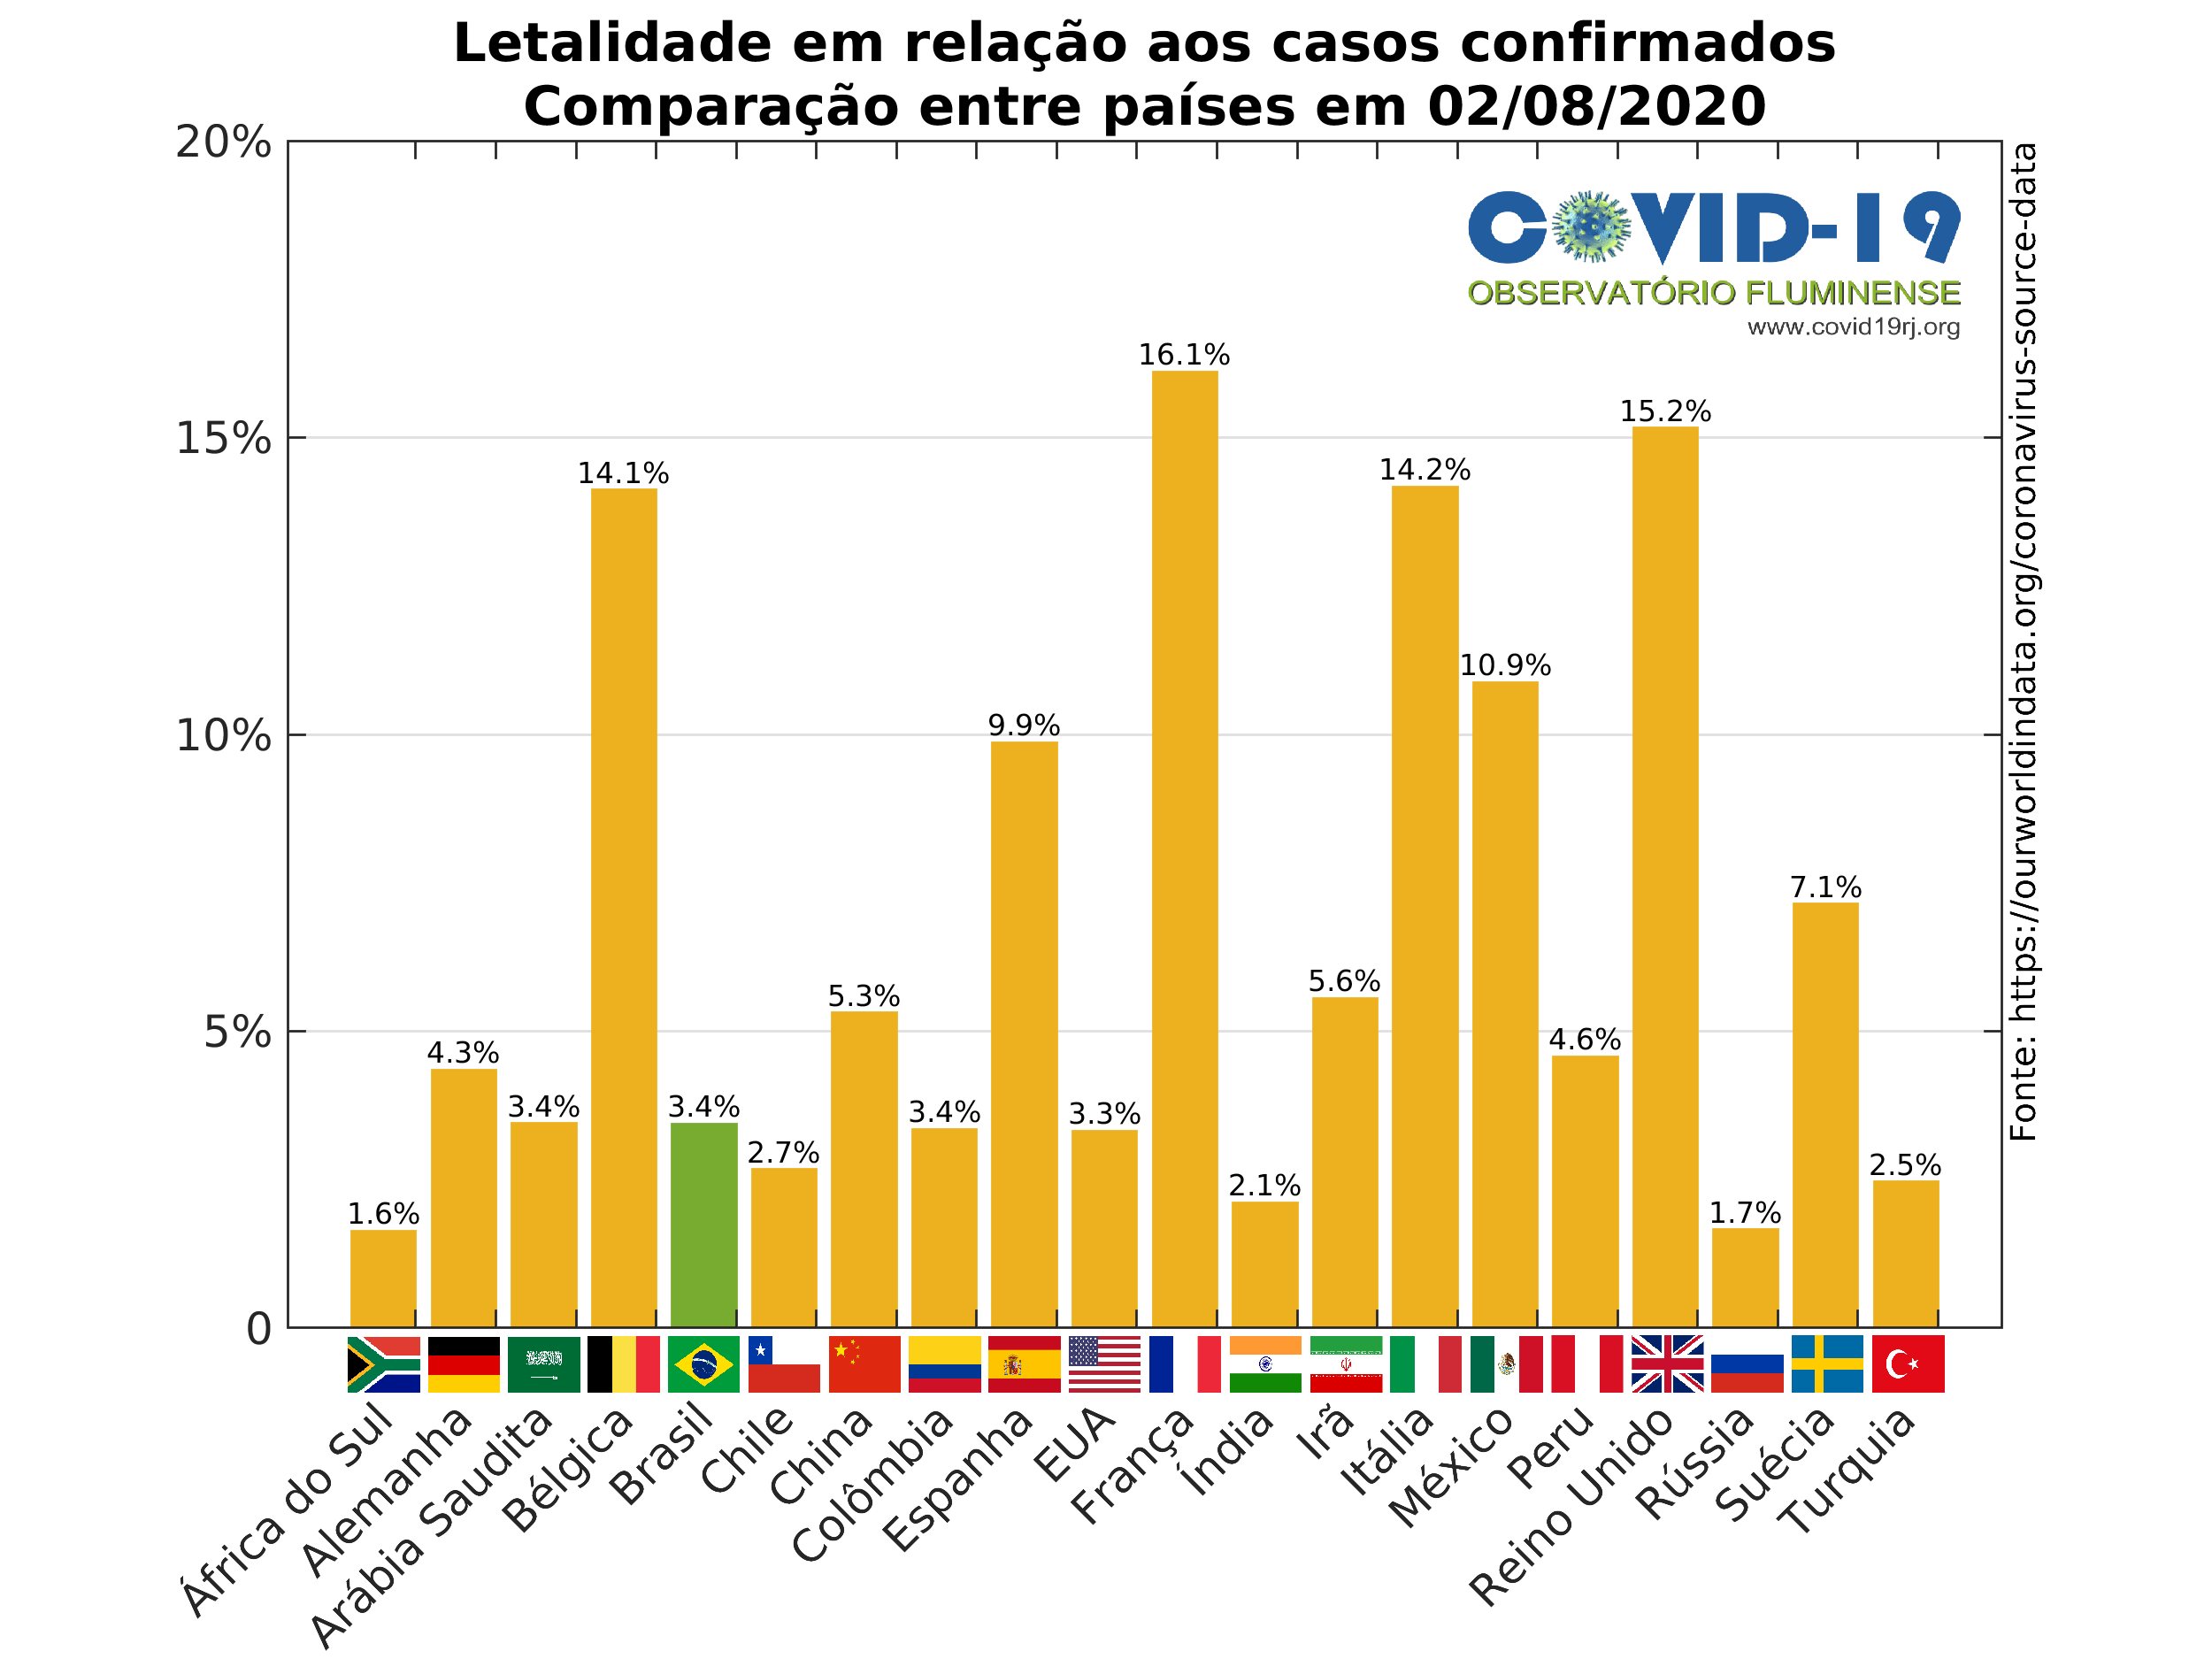 Letalidade em relação aos casos confirmados
Comparação entre países em 02/08/2020
20%
15%
10%
5%
0
COVID-19
OBSERVATÓRIO FLUMINENSE
www.covid19rj.org
Fonte: https://ourworldindata.org/coronavirus-source-data
1.6%
4.3%
3.4%
14.1%
3.4%
2.7%
5.3%
3.4%
9.9%
3.3%
16.1%
2.1%
5.6%
14.2%
10.9%
4.6%
15.2%
1.7%
7.1%
2.5%
África do Sul
Alemanha
Arábia Saudita
Bélgica
Brasil
Chile
China
Colômbia
Espanha
EUA
França
Índia
Irã
Itália
México
Peru
Reino Unido
Rússia
Suécia
Turquia